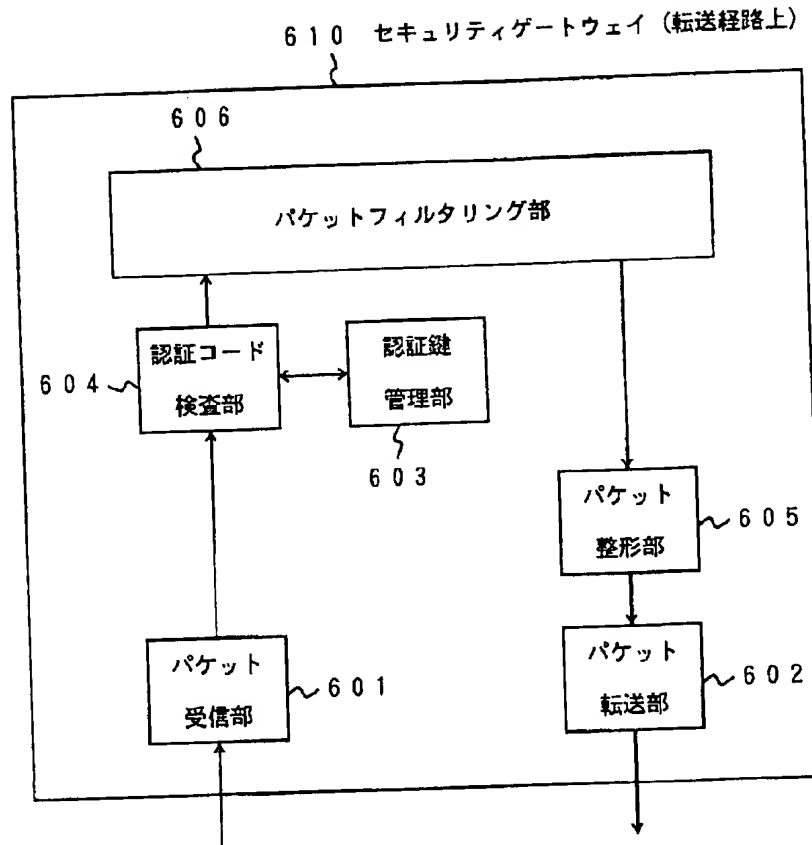 610 セキュリティゲートウェイ (転送経路上)
606
パケットフィルタリング部
認証コード
検査部
604
認証鍵
管理部
603
パケット
整形部
605
パケット
受信部
601
パケット
転送部
602